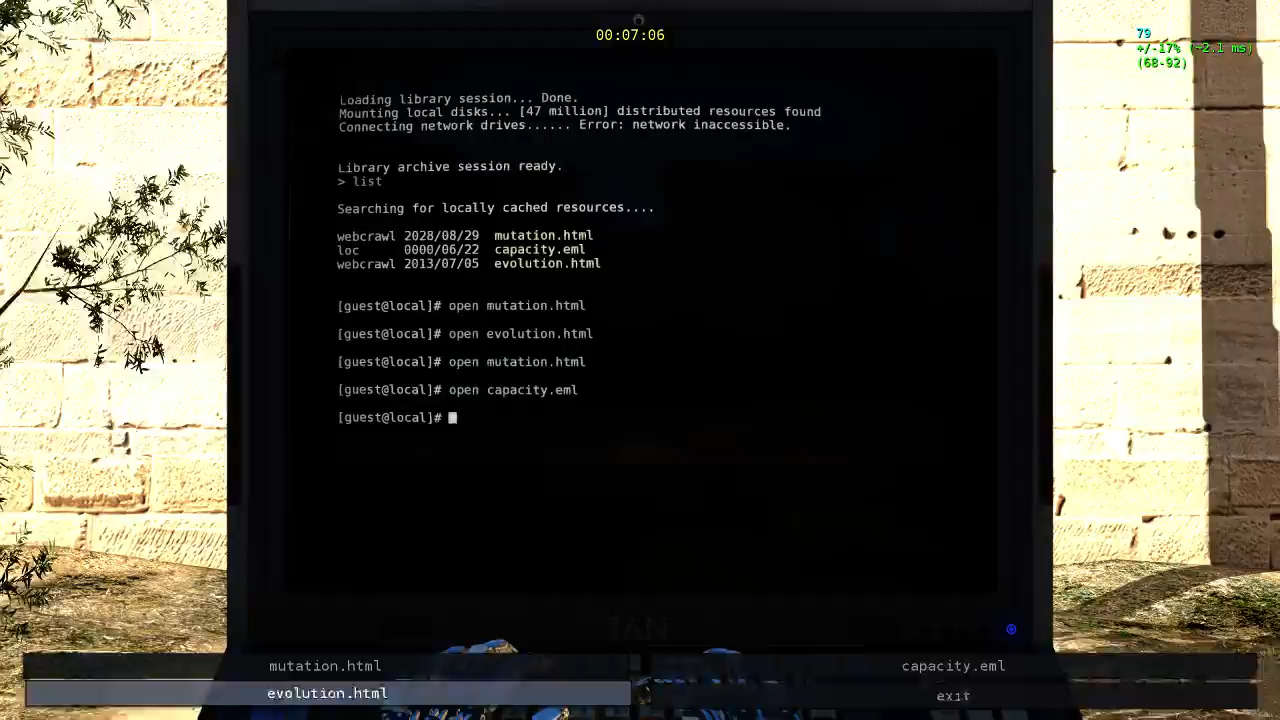 00:07:06
79
+/-17% (~2.1 ms)
(68-92)
Loading library session... Done.
Mounting local disks... [47 million] distributed resources found
Connecting network drives...... Error: network inaccessible.
Library archive session ready.
> list
Searching for locally cached resources....
webcrawl 2028/08/29 mutation.html
loc 0000/06/22 capacity.eml
webcrawl 2013/07/05 evolution.html
[guest@local]# open mutation.html
[guest@local]# open evolution.html
[guest@local]# open mutation.html
[guest@local]# open capacity.eml
[guest@local]#
IAN
mutation.html
capacity.eml
evolution.html
exit